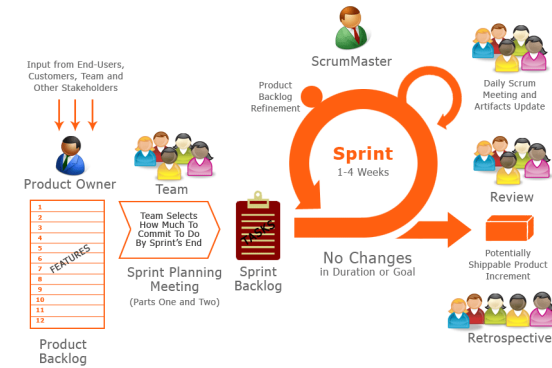 Input from End-Users,
Customers, Team and
Other Stakeholders
Product Owner
1
2
3
4
5
6
7
8
9
10
11
12
FEATURES
Product
Backlog
Team
Team Selects
How Much To
Commit To Do
By Sprint's End
Sprint Planning
Meeting
(Parts One and Two)
TASKS
Sprint
Backlog
ScrumMaster
Product
Backlog
Refinement
Sprint
1-4 Weeks
No Changes
in Duration or Goal
Daily Scrum
Meeting and
Artifacts Update
Review
Potentially
Shippable Product
Increment
Retrospective